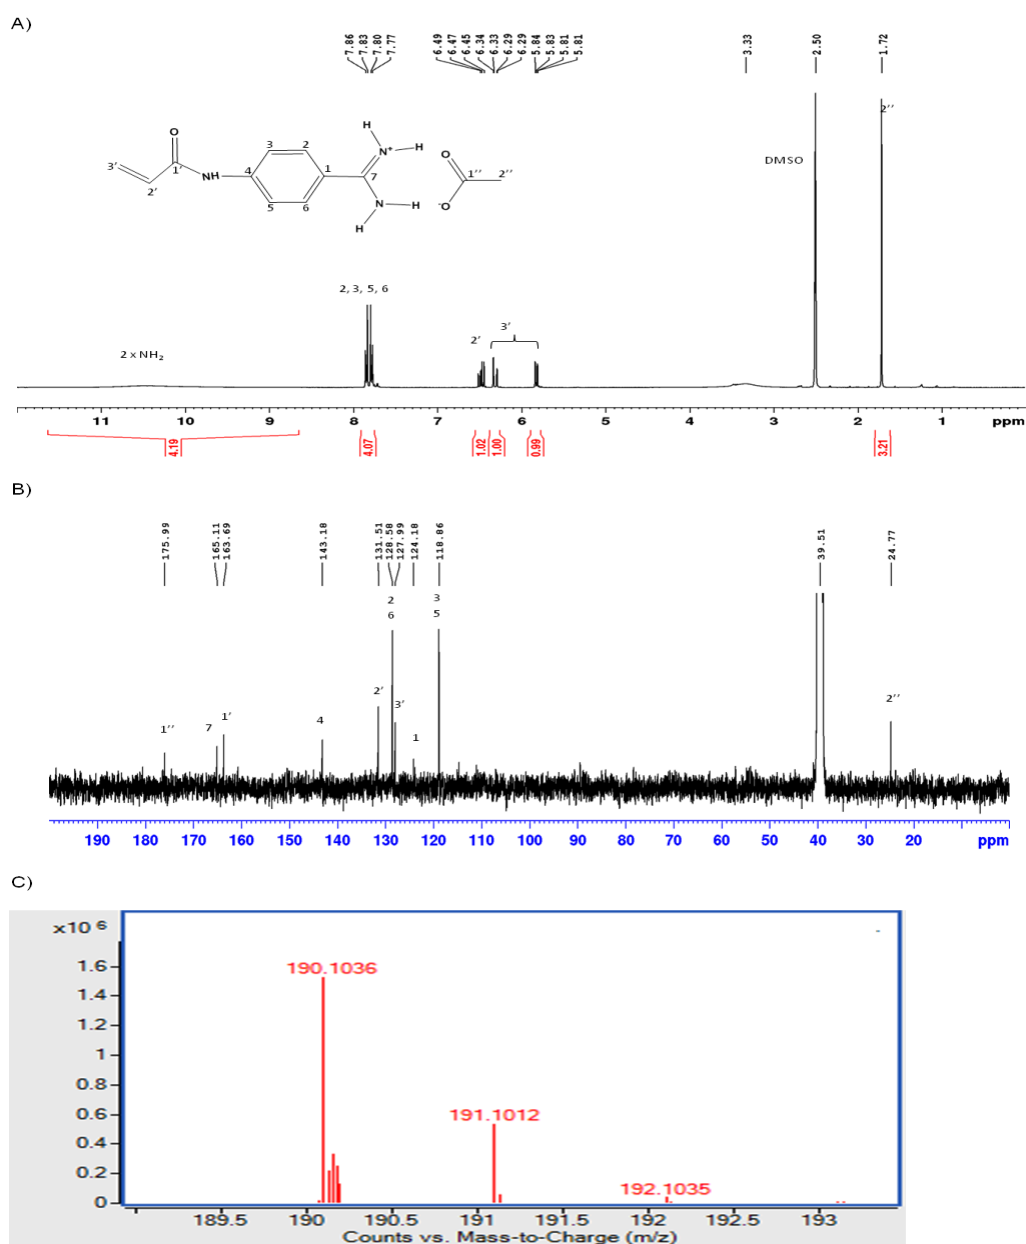 A)
7.86 7.83 7.80 7.77 6.49 6.47 6.45 6.34 6.33 6.29 6.29 5.84 5.83 5.81 5.81 3.33 2.50 1.72
2′′
DMSO
O 3′ 2′ 1′ NH 4 3 2 1 5 6 7 H N⁺ H N H H O 1′′ 2′′ -O
2, 3, 5, 6
3′
2′
2 x NH₂
11 10 9 8 7 6 5 4 3 2 1 ppm
4.19 4.07 1.02 1.00 0.99 3.21
B)
175.99 165.11 163.69 143.18 131.51 128.58 127.99 124.18 118.86 39.51 24.77
2 3
6 5
2′ 3′ 2′′
1′′ 7 1′ 4 1
190 180 170 160 150 140 130 120 110 100 90 80 70 60 50 40 30 20 ppm
C)
x10 6
190.1036
1.6
1.4
1.2
1
0.8
191.1012
0.6
0.4
192.1035
0.2
0
189.5 190 190.5 191 191.5 192 192.5 193
Counts vs. Mass-to-Charge (m/z)